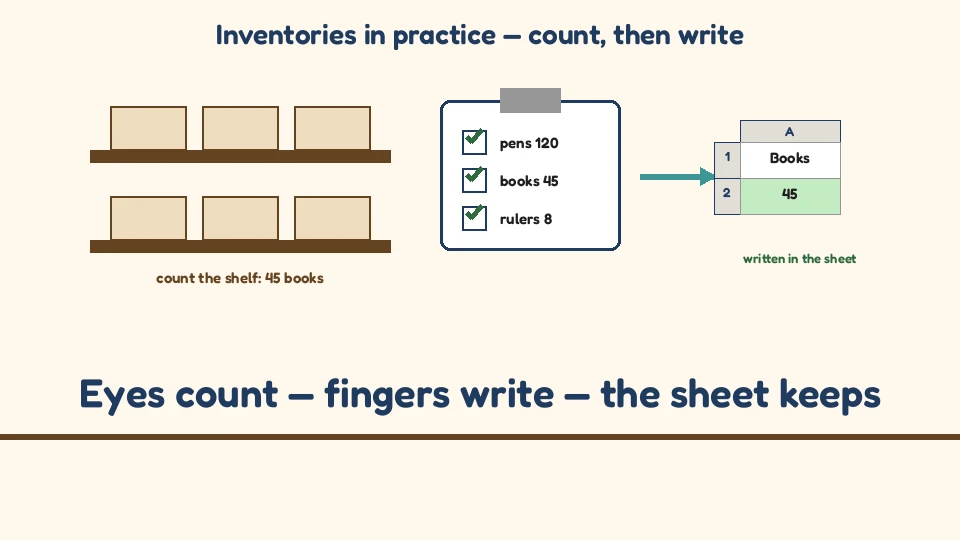 Inventories in practice — count, then write
pens 120
books 45
rulers 8
A
1 Books
2 45
written in the sheet
count the shelf: 45 books
Eyes count — fingers write — the sheet keeps